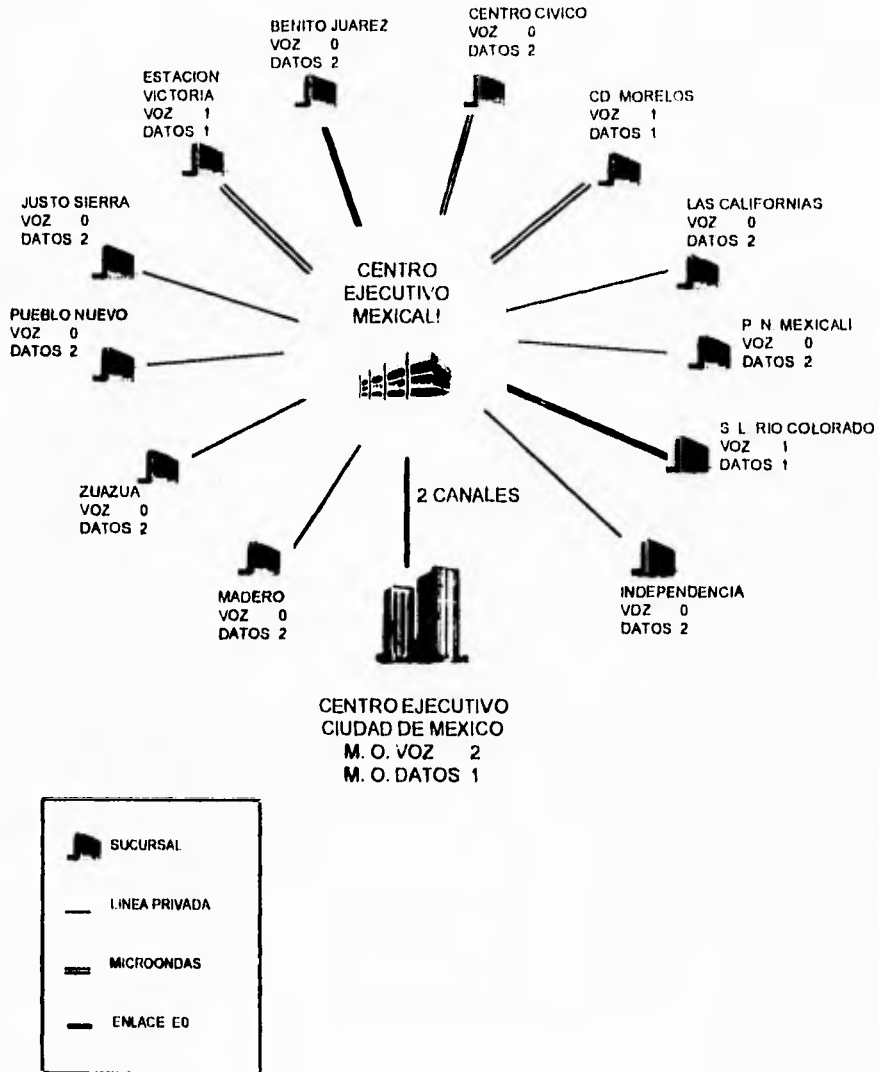 BENITO JUAREZ
VOZ 0
DATOS 2
CENTRO CIVICO
VOZ 0
DATOS 2
ESTACION
VICTORIA
VOZ 1
DATOS 1
CD. MORELOS
VOZ 1
DATOS 1
JUSTO SIERRA
VOZ 0
DATOS 2
LAS CALIFORNIAS
VOZ 0
DATOS 2
CENTRO
EJECUTIVO
MEXICALI
PUEBLO NUEVO
VOZ 0
DATOS 2
P. N. MEXICALI
VOZ 0
DATOS 2
S. L. RIO COLORADO
VOZ 1
DATOS 1
ZUAZUA
VOZ 0
DATOS 2
2 CANALES
MADERO
VOZ 0
DATOS 2
INDEPENDENCIA
VOZ 0
DATOS 2
CENTRO EJECUTIVO
CIUDAD DE MEXICO
M. O. VOZ 2
M. O. DATOS 1
SUCURSAL
LINEA PRIVADA
MICROONDAS
ENLACE E0